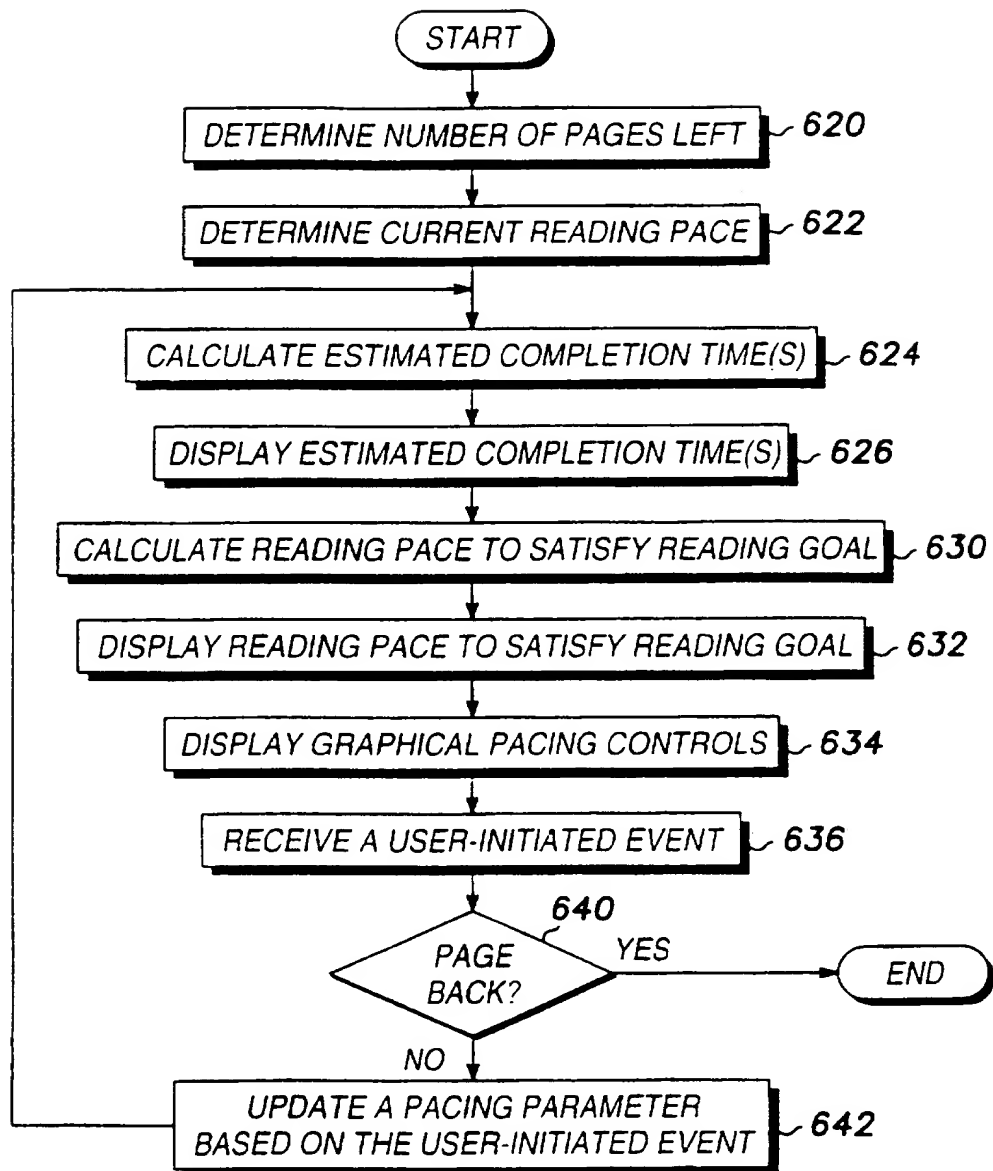 START
DETERMINE NUMBER OF PAGES LEFT 620
DETERMINE CURRENT READING PACE 622
CALCULATE ESTIMATED COMPLETION TIME(S) 624
DISPLAY ESTIMATED COMPLETION TIME(S) 626
CALCULATE READING PACE TO SATISFY READING GOAL 630
DISPLAY READING PACE TO SATISFY READING GOAL 632
DISPLAY GRAPHICAL PACING CONTROLS 634
RECEIVE A USER-INITIATED EVENT 636
640
PAGE
BACK?
YES
END
NO
UPDATE A PACING PARAMETER
BASED ON THE USER-INITIATED EVENT 642